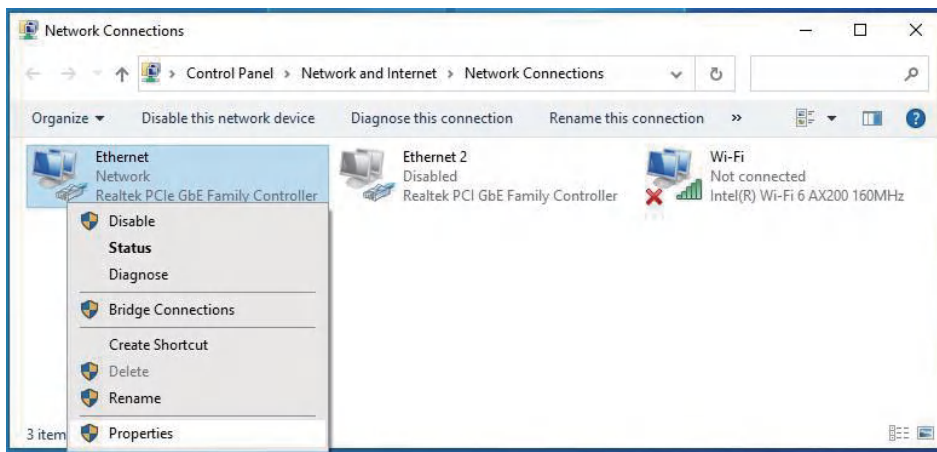 Network Connections
Control Panel > Network and Internet > Network Connections
Organize Disable this network device Diagnose this connection Rename this connection »
Ethernet
Network
Realtek PCIe GbE Family Controller
Ethernet 2
Disabled
Realtek PCI GbE Family Controller
Wi-Fi
Not connected
Intel(R) Wi-Fi 6 AX200 160MHz
Disable
Status
Diagnose
Bridge Connections
Create Shortcut
Delete
Rename
Properties
3 item